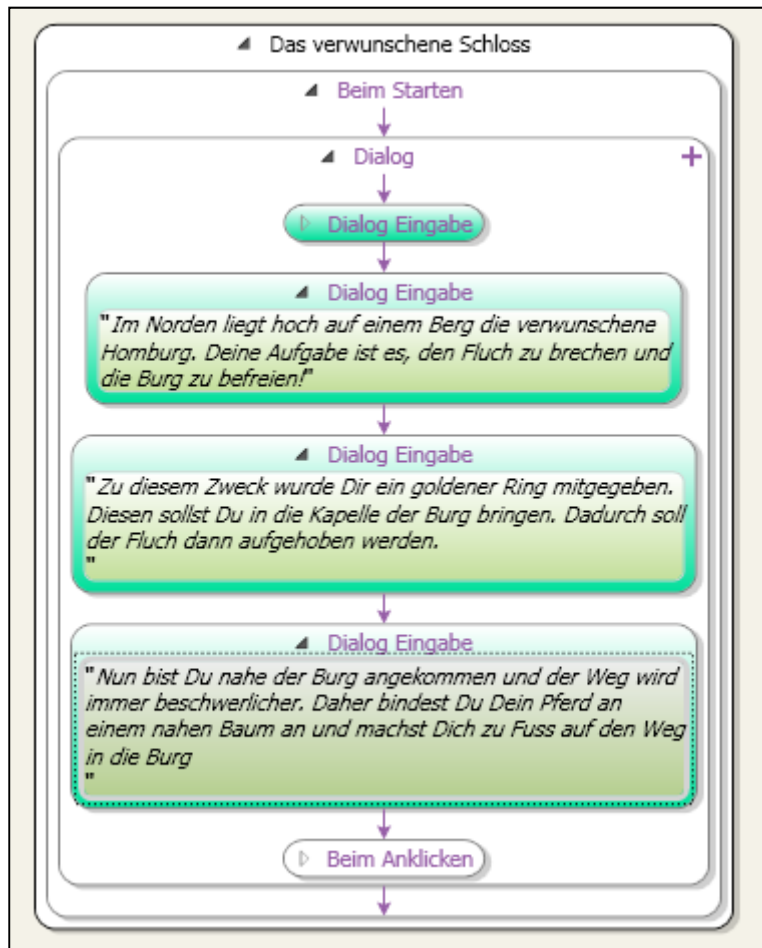 Das verwunschene Schloss
Beim Starten
Dialog
Dialog Eingabe
Dialog Eingabe
"Im Norden liegt hoch auf einem Berg die verwunschene
Homburg. Deine Aufgabe ist es, den Fluch zu brechen und
die Burg zu befreien!"
Dialog Eingabe
"Zu diesem Zweck wurde Dir ein goldener Ring mitgegeben.
Diesen sollst Du in die Kapelle der Burg bringen. Dadurch soll
der Fluch dann aufgehoben werden.
"
Dialog Eingabe
"Nun bist Du nahe der Burg angekommen und der Weg wird
immer beschwerlicher. Daher bindest Du Dein Pferd an
einem nahen Baum an und machst Dich zu Fuss auf den Weg
in die Burg
"
Beim Anklicken